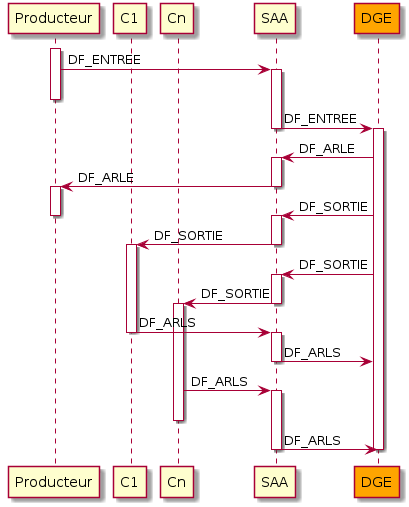 Producteur C1 Cn SAA DGE
DF_ENTREE
DF_ENTREE
DF_ARLE
DF_ARLE
DF_SORTIE
DF_SORTIE
DF_SORTIE
DF_SORTIE
DF_ARLS
DF_ARLS
DF_ARLS
DF_ARLS
Producteur C1 Cn SAA DGE